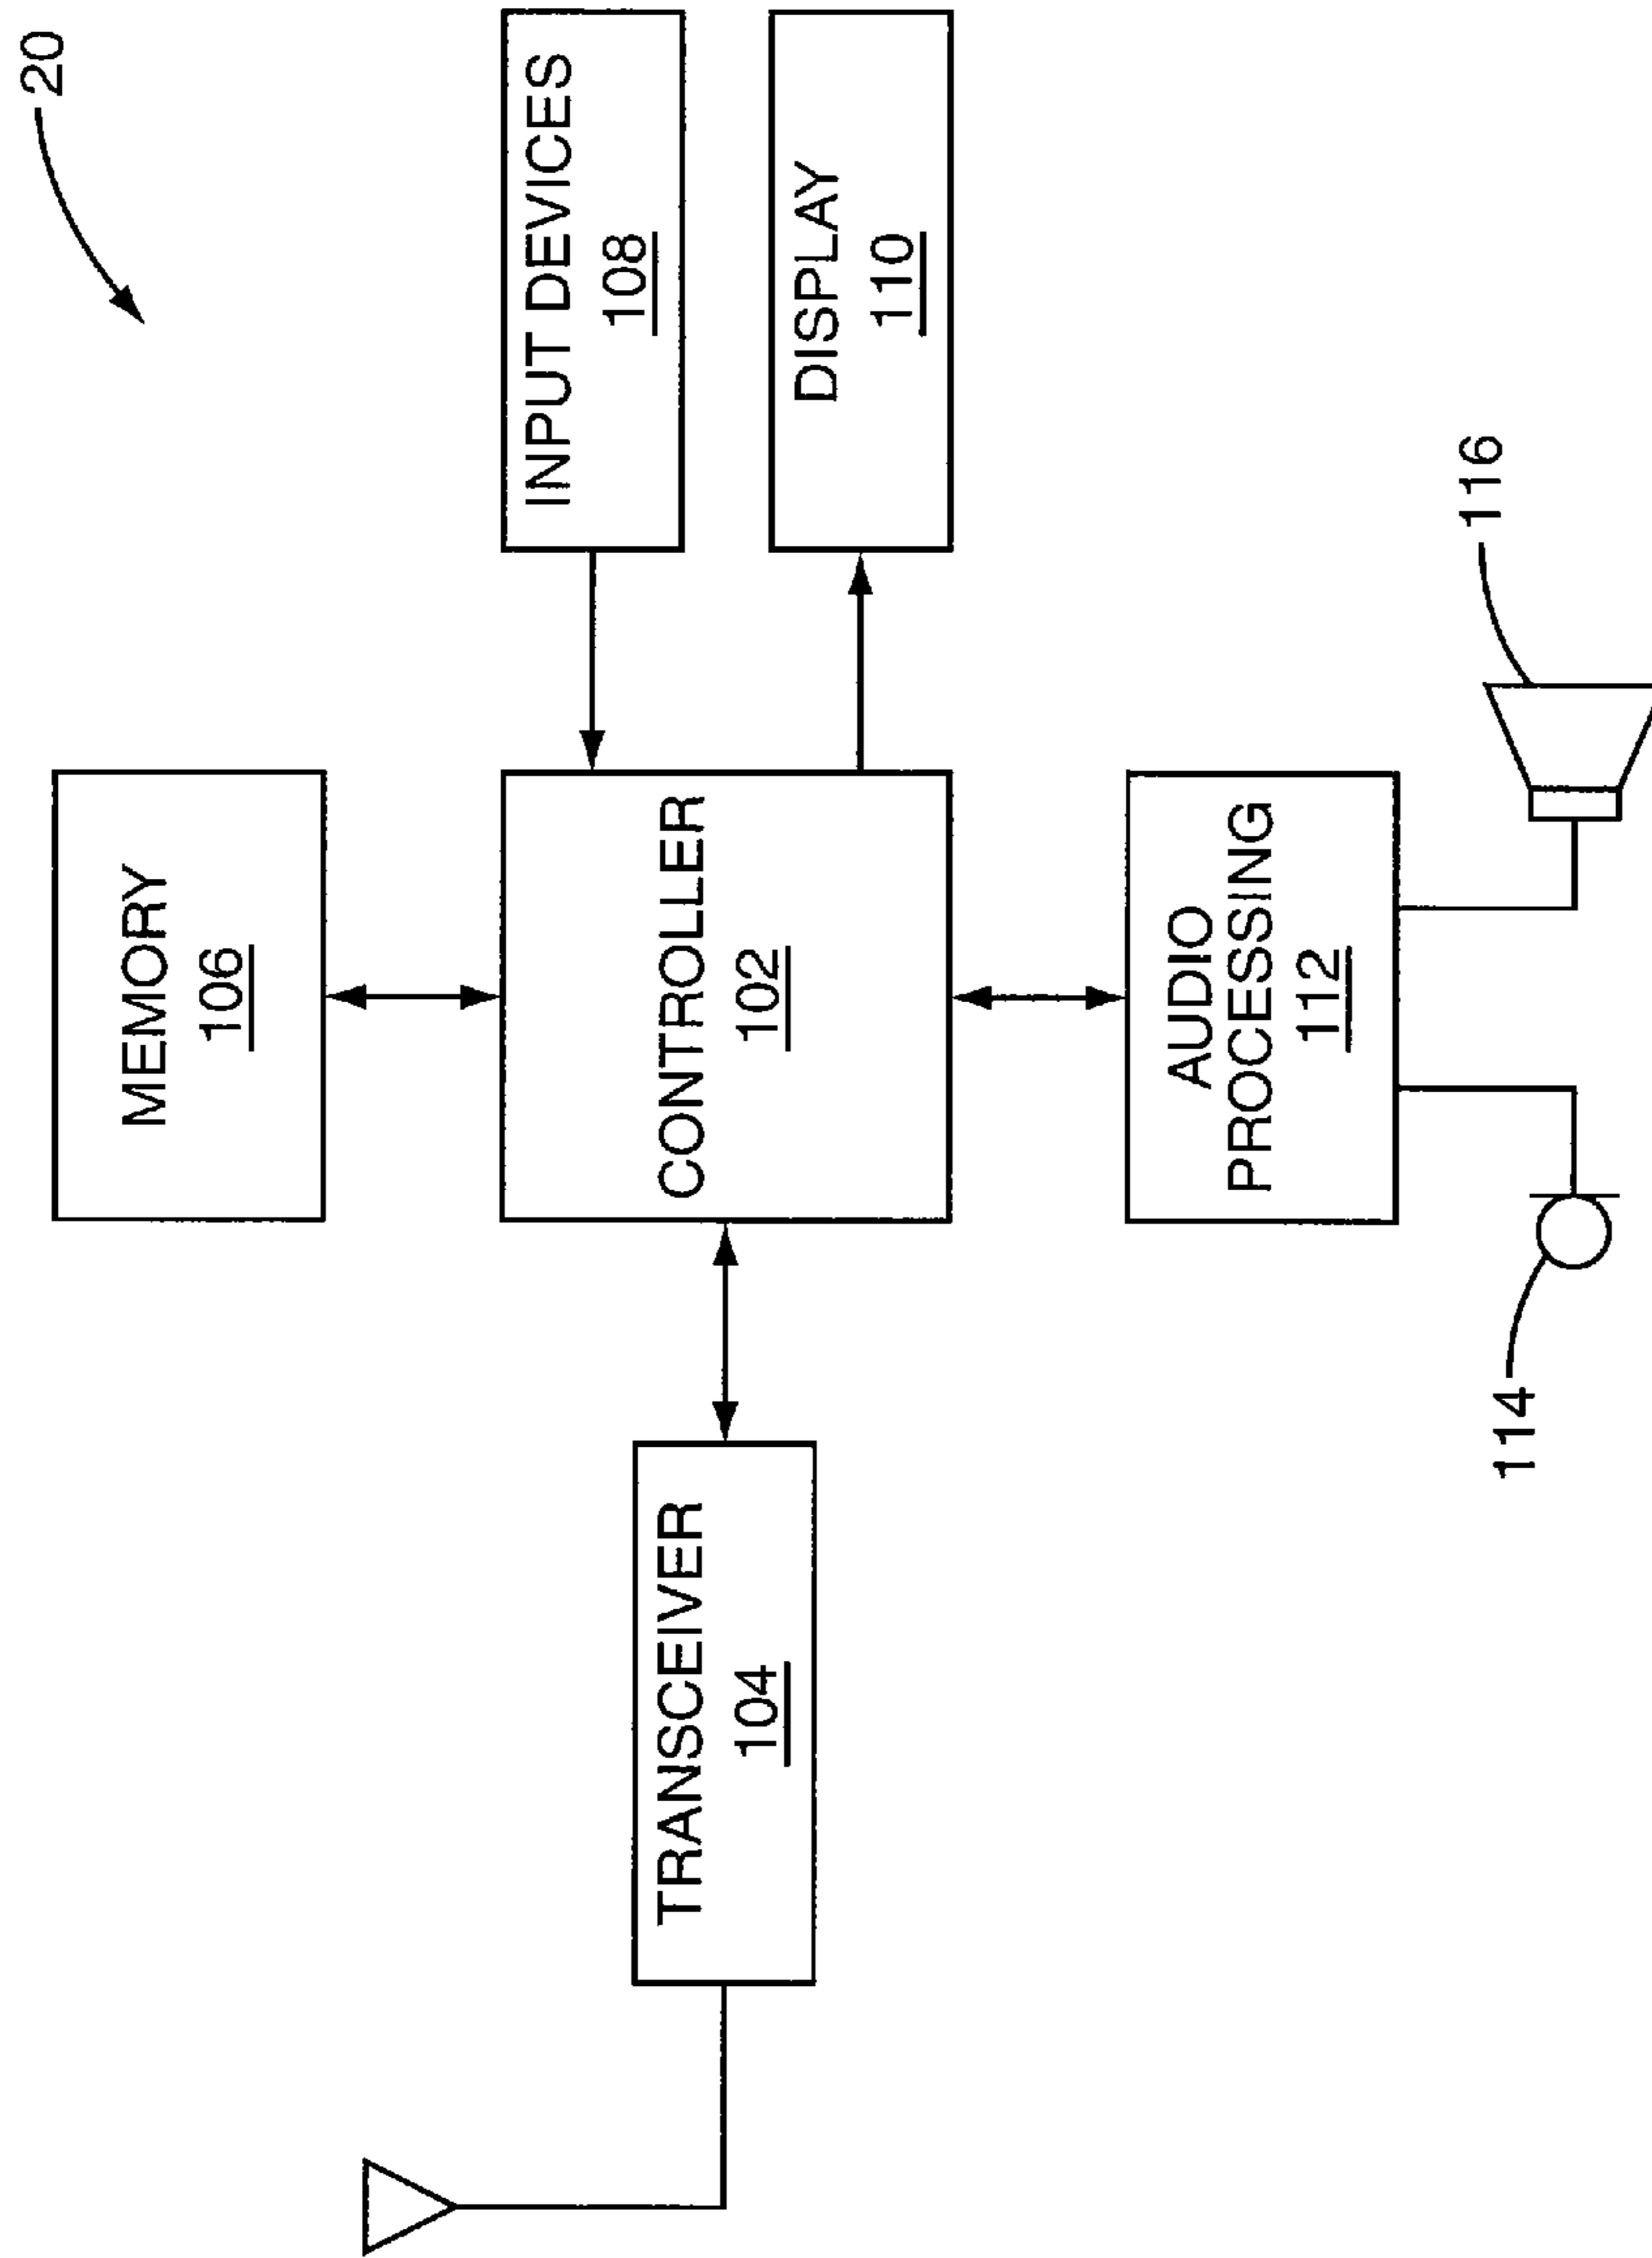 20
MEMORY
106
TRANSCEIVER
104
CONTROLLER
102
INPUT DEVICES
108
DISPLAY
110
AUDIO
PROCESSING
112
114
116